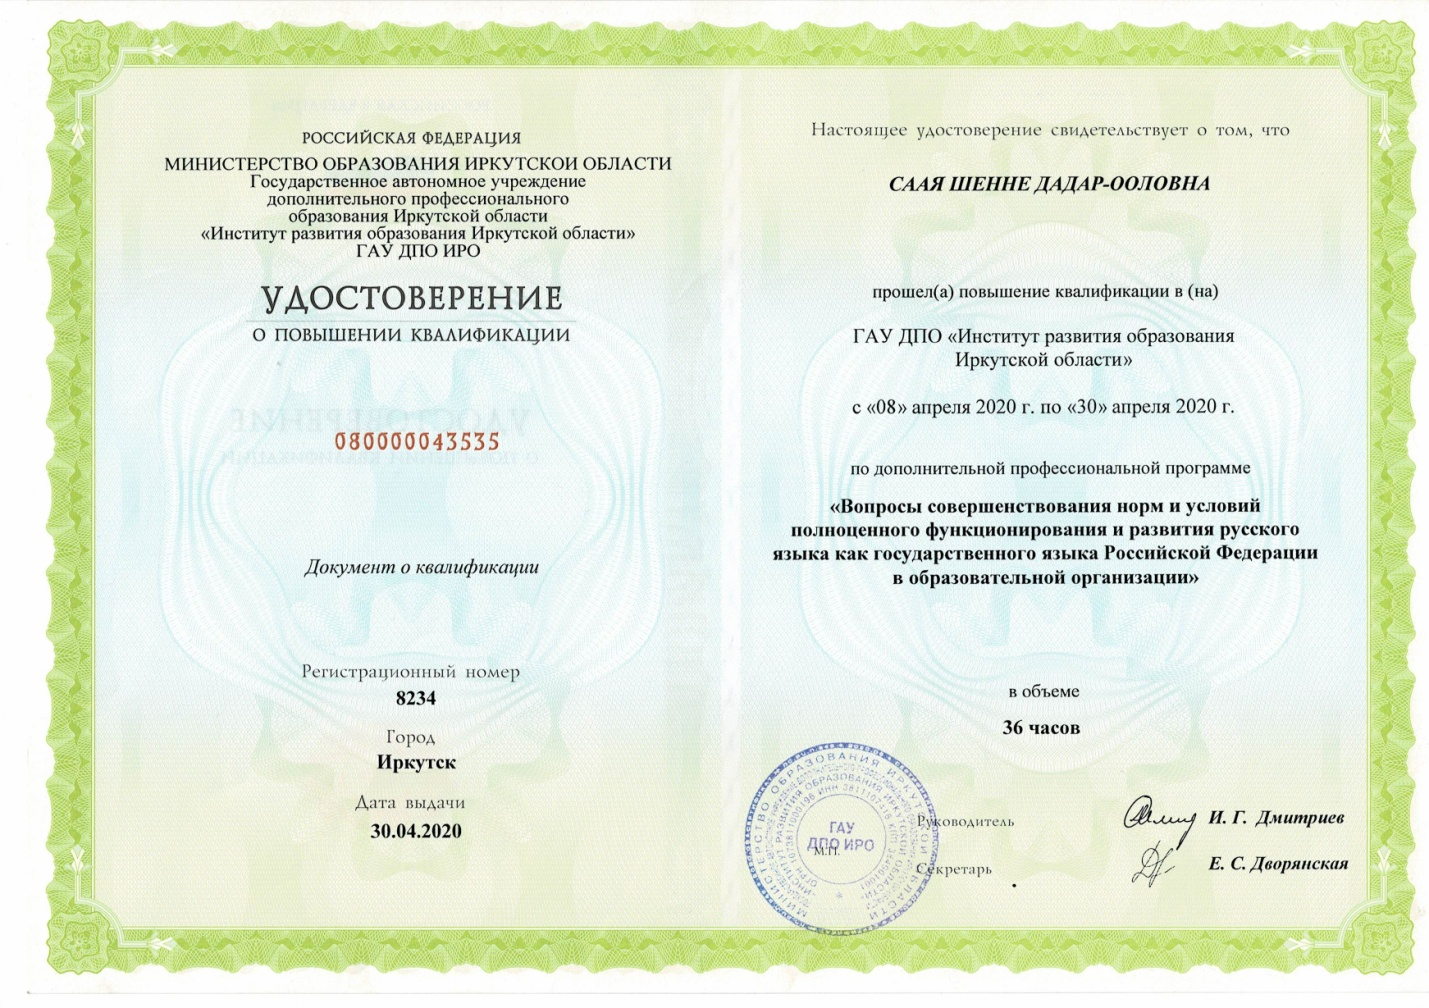 РОССИЙСКАЯ ФЕДЕРАЦИЯ
МИНИСТЕРСТВО ОБРАЗОВАНИЯ ИРКУТСКОИ ОБЛАСТИ
Государственное автономное учреждение
дополнительного профессионального
образования Иркутской области
«Институт развития образования Иркутской области»
ГАУ ДПО ИРО
УДОСТОВЕРЕНИЕ
О ПОВЫШЕНИИ КВАЛИФИКАЦИИ
080000043535
Документ о квалификации
Регистрационный номер
8234
Город
Иркутск
Дата выдачи
30.04.2020
Настоящее удостоверение свидетельствует о том, что
СААЯ ШЕННЕ ДАДАР-ООЛОВНА
прошел(а) повышение квалификации в (на)
ГАУ ДПО «Институт развития образования
Иркутской области»
с «08» апреля 2020 г. по «30» апреля 2020 г.
по дополнительной профессиональной программе
«Вопросы совершенствования норм и условий
полноценного функционирования и развития русского
языка как государственного языка Российской Федерации
в образовательной организации»
в объеме
36 часов
МИНИСТЕРСТВО ОБРАЗОВАНИЯ ИРКУТСКОЙ ОБЛАСТИ
ГАУ
ДПО ИРО
М.П.
Руководитель
И. Г. Дмитриев
Секретарь
Е. С. Дворянская